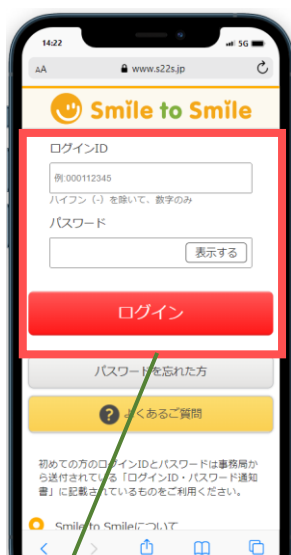 14:22
5G
AA
www.s22s.jp
Smile to Smile
ログインID
例:000112345
ハイフン（-）を除いて、数字のみ
パスワード
表示する
ログイン
パスワードを忘れた方
? よくあるご質問
初めての方のログインIDとパスワードは事務局か
ら送付されている「ログインID・パスワード通知
書」に記載されているものをご利用ください。
Smile to Smileについて